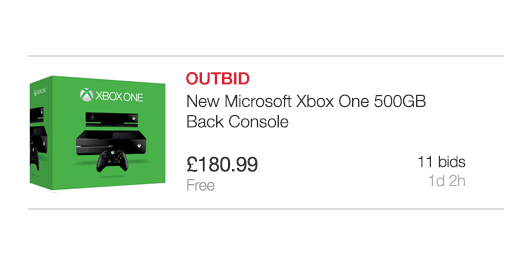 XBOX ONE
OUTBID
New Microsoft Xbox One 500GB
Back Console
£180.99
11 bids
Free
1d 2h